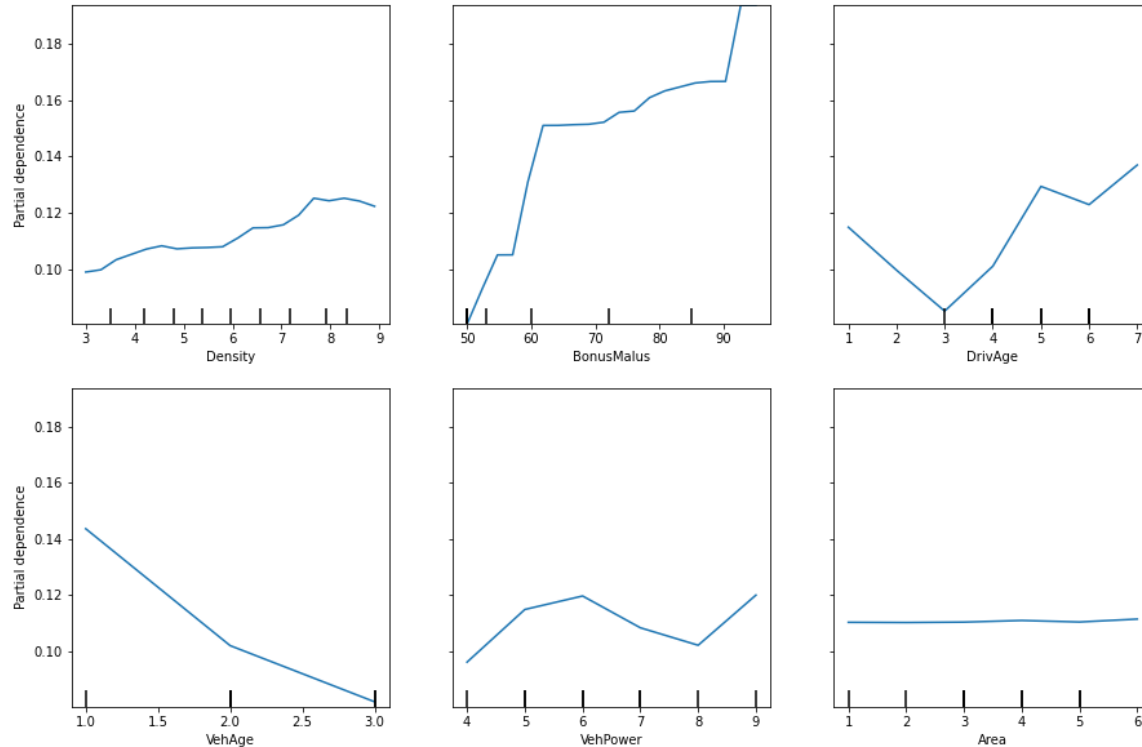 Partial dependence
0.18
0.16
0.14
0.12
0.10
3 4 5 6 7 8 9
Density
50 60 70 80 90
BonusMalus
1 2 3 4 5 6 7
DrivAge
Partial dependence
0.18
0.16
0.14
0.12
0.10
1.0 1.5 2.0 2.5 3.0
VehAge
4 5 6 7 8 9
VehPower
1 2 3 4 5 6
Area